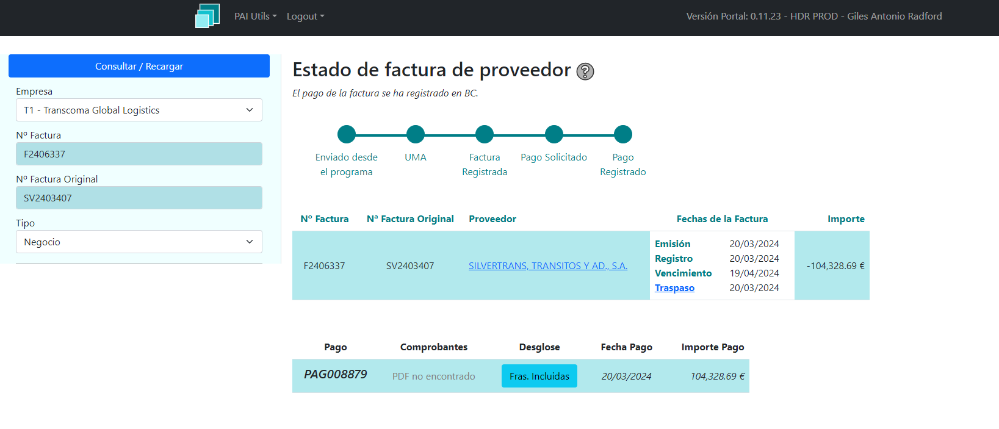 PAI Utils Logout Versión Portal: 0.11.23 - HDR PROD - Giles Antonio Radford
Consultar / Recargar
Empresa
T1 - Transcoma Global Logistics
Nº Factura
F2406337
Nº Factura Original
SV2403407
Tipo
Negocio
Estado de factura de proveedor ?
El pago de la factura se ha registrado en BC.
Enviado desde
el programa
UMA
Factura
Registrada
Pago Solicitado
Pago
Registrado
Nº Factura Nª Factura Original Proveedor Fechas de la Factura Importe
F2406337 SV2403407 SILVERTRANS, TRANSITOS Y AD., S.A.
Emisión 20/03/2024
Registro 20/03/2024
Vencimiento 19/04/2024
Traspaso 20/03/2024
-104,328.69 €
Pago Comprobantes Desglose Fecha Pago Importe Pago
PAG008879 PDF no encontrado Fras. Incluidas 20/03/2024 104,328.69 €